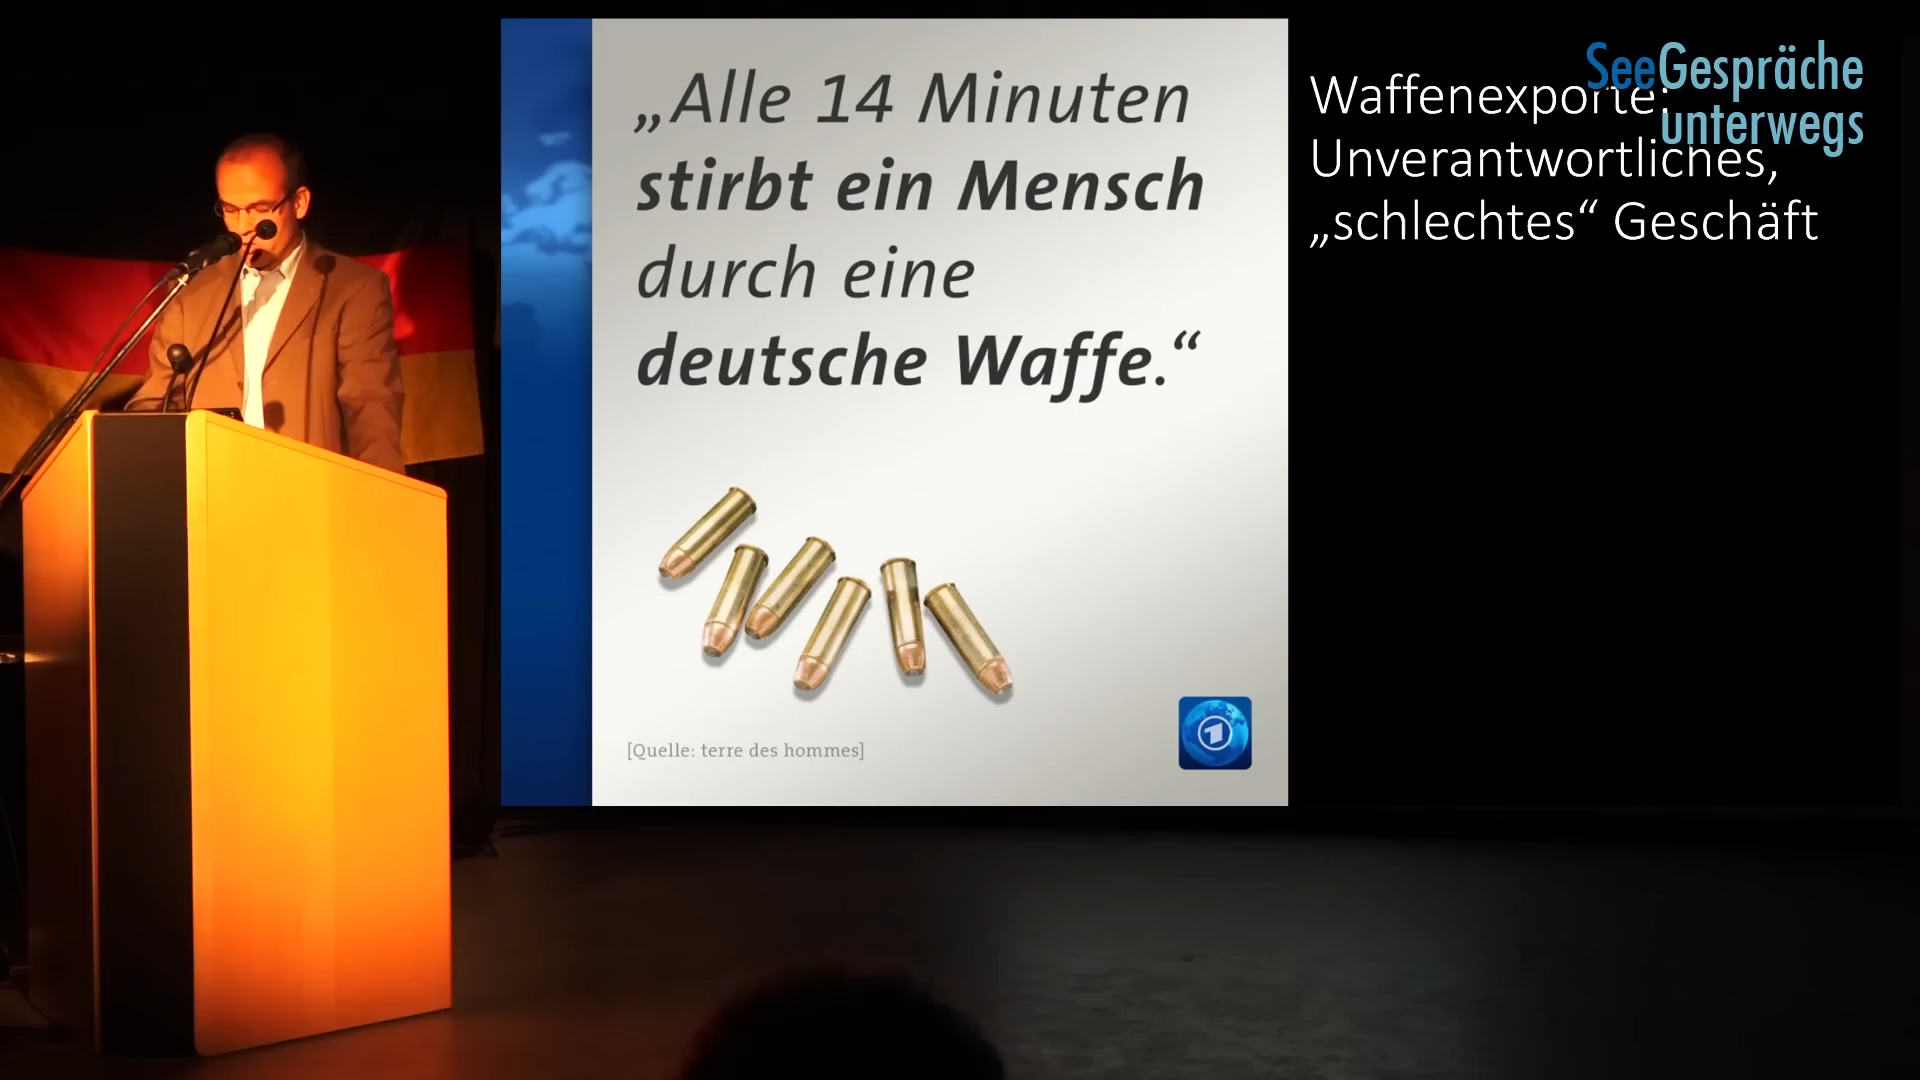 „Alle 14 Minuten
stirbt ein Mensch
durch eine
deutsche Waffe.“
[Quelle: terre des hommes]
1
Waffenexporte:
Unverantwortliches,
„schlechtes“ Geschäft
SeeGespräche
unterwegs